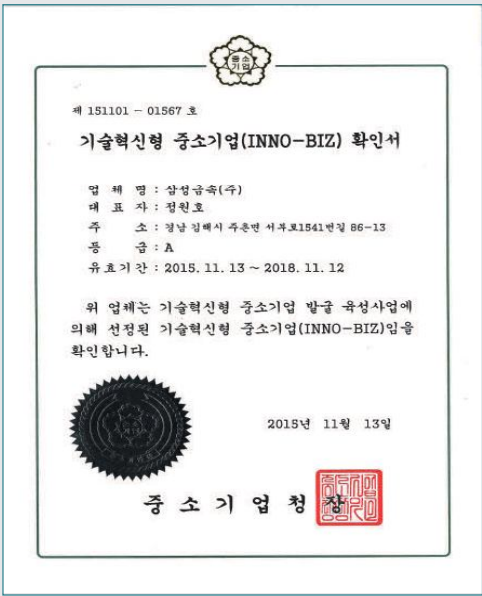 중소
기업
제 151101 - 01567 호
기술혁신형 중소기업(INNO-BIZ) 확인서
업 체 명 : 삼성금속(주)
대 표 자 : 정원호
주 소 : 경남 김해시 주촌면 서부로1541번길 86-13
등 급 : A
유효기간 : 2015. 11. 13 ~ 2018. 11. 12
위 업체는 기술혁신형 중소기업 발굴 육성사업에
의해 선정된 기술혁신형 중소기업(INNO-BIZ)임을
확인합니다.
2015년 11월 13일
중 소 기 업 청 장